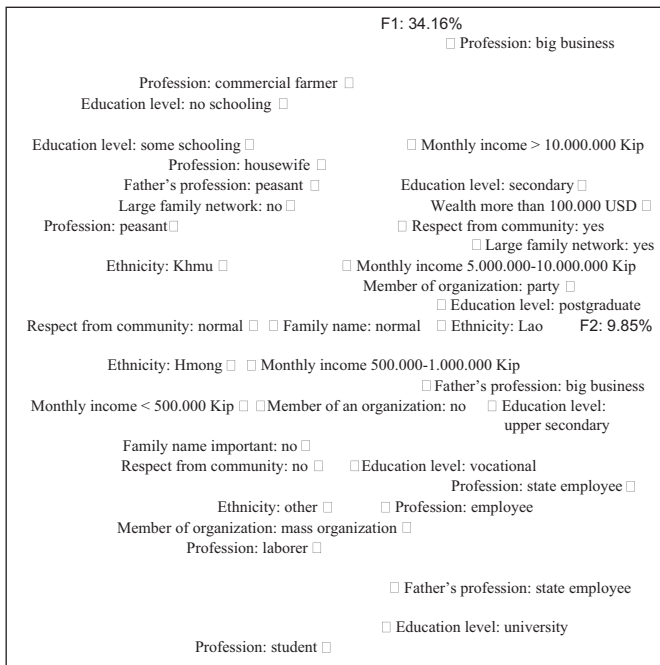 F1: 34.16%
□ Profession: big business
Profession: commercial farmer □
Education level: no schooling □
Education level: some schooling □ □ Monthly income > 10.000.000 Kip
Profession: housewife □
Father's profession: peasant □ Education level: secondary □
Large family network: no □ Wealth more than 100.000 USD □
Profession: peasant□ □ Respect from community: yes
□ Large family network: yes
Ethnicity: Khmu □ □ Monthly income 5.000.000-10.000.000 Kip
Member of organization: party □
□ Education level: postgraduate
Respect from community: normal □ □ Family name: normal □ Ethnicity: Lao F2: 9.85%
Ethnicity: Hmong □ □ Monthly income 500.000-1.000.000 Kip
□ Father's profession: big business
Monthly income < 500.000 Kip □ □Member of an organization: no □ Education level:
upper secondary
Family name important: no □
Respect from community: no □ □Education level: vocational
Profession: state employee □
Ethnicity: other □ □ Profession: employee
Member of organization: mass organization □
Profession: laborer □
□ Father's profession: state employee
□ Education level: university
Profession: student □